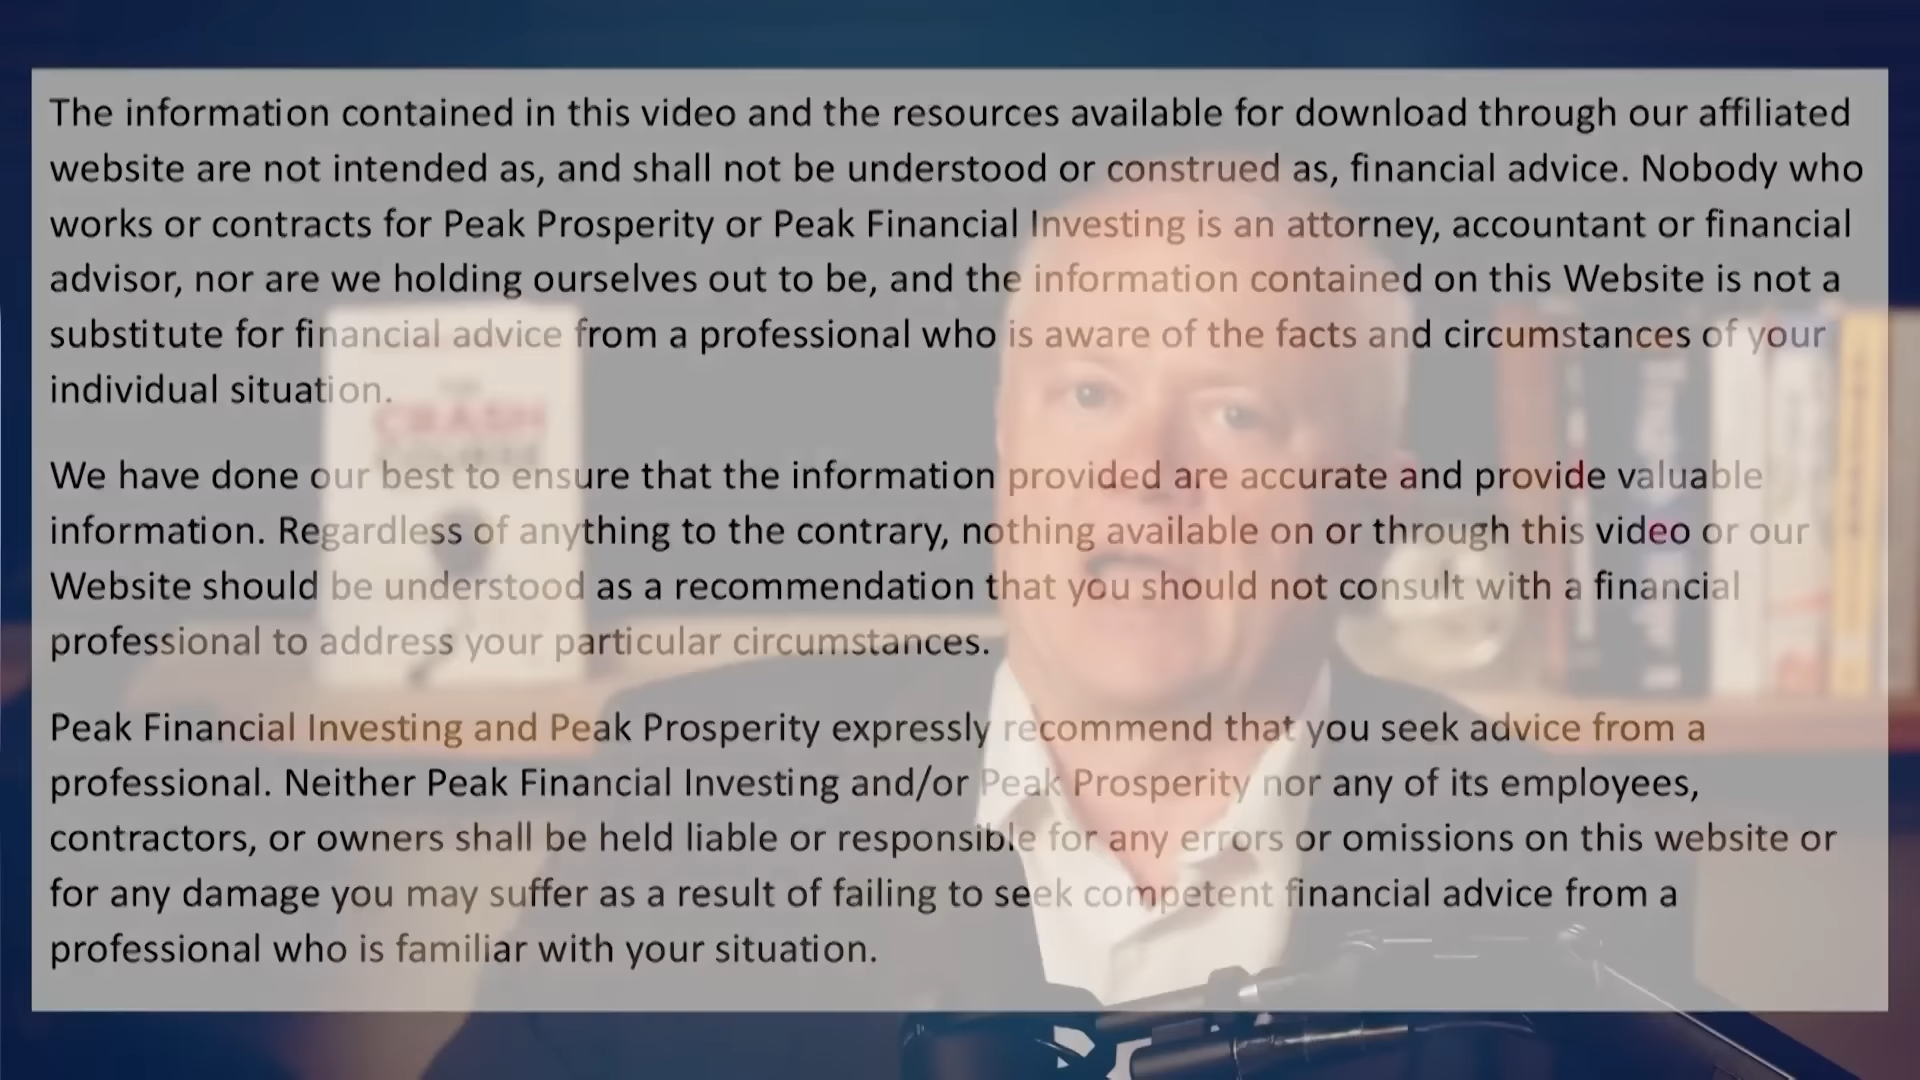 The information contained in this video and the resources available for download through our affiliated
website are not intended as, and shall not be understood or construed as, financial advice. Nobody who
works or contracts for Peak Prosperity or Peak Financial Investing is an attorney, accountant or financial
advisor, nor are we holding ourselves out to be, and the information contained on this Website is not a
substitute for financial advice from a professional who is aware of the facts and circumstances of your
individual situation.
We have done our best to ensure that the information provided are accurate and provide valuable
information. Regardless of anything to the contrary, nothing available on or through this video or our
Website should be understood as a recommendation that you should not consult with a financial
professional to address your particular circumstances.
Peak Financial Investing and Peak Prosperity expressly recommend that you seek advice from a
professional. Neither Peak Financial Investing and/or Peak Prosperity nor any of its employees,
contractors, or owners shall be held liable or responsible for any errors or omissions on this website or
for any damage you may suffer as a result of failing to seek competent financial advice from a
professional who is familiar with your situation.
CRASH